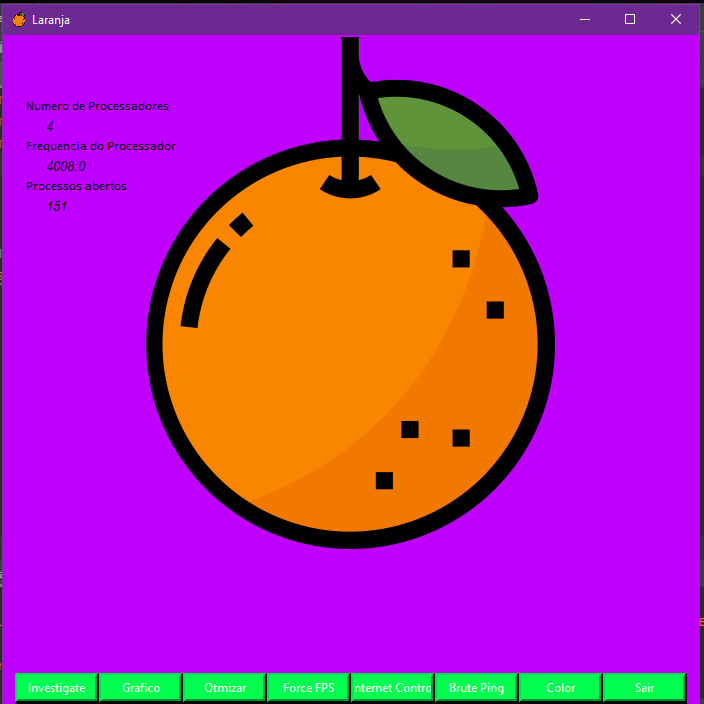 Laranja
Numero de Processadores
4
Frequencia do Processador
4008.0
Processos abertos
151
Investigate
Grafico
Otmizar
Force FPS
nternet Contro
Brute Ping
Color
Sair